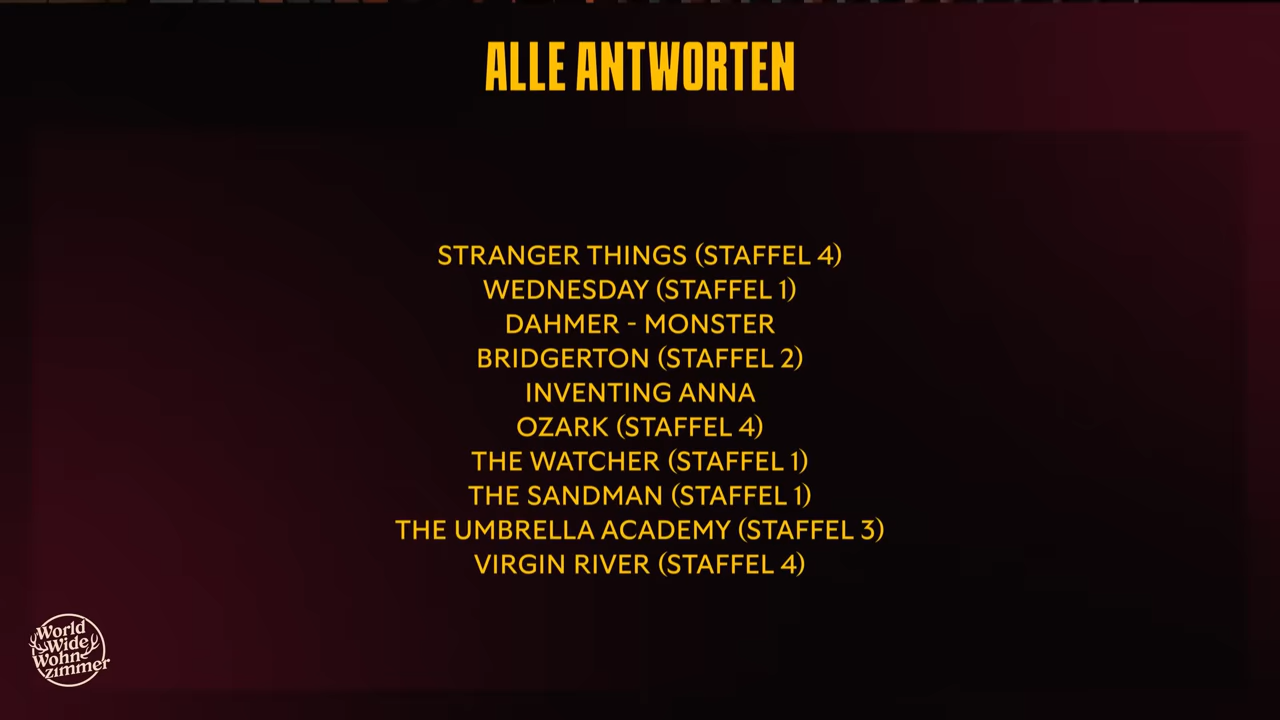 ALLE ANTWORTEN
STRANGER THINGS (STAFFEL 4)
WEDNESDAY (STAFFEL 1)
DAHMER - MONSTER
BRIDGERTON (STAFFEL 2)
INVENTING ANNA
OZARK (STAFFEL 4)
THE WATCHER (STAFFEL 1)
THE SANDMAN (STAFFEL 1)
THE UMBRELLA ACADEMY (STAFFEL 3)
VIRGIN RIVER (STAFFEL 4)
World
Wide
Wohn-
zimmer